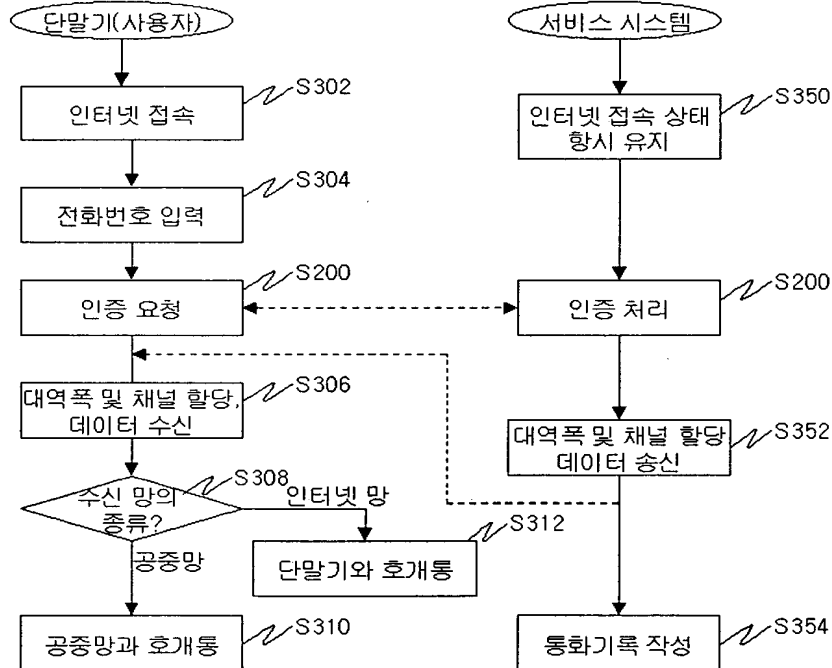 단말기(사용자)
S302
인터넷 접속
S304
전화번호 입력
S200
인증 요청
S306
대역폭 및 채널 할당,
데이터 수신
S308
수신 망의
종류?
인터넷 망
S312
단말기와 호개통
공중망
S310
공중망과 호개통
서비스 시스템
S350
인터넷 접속 상태
항시 유지
S200
인증 처리
S352
대역폭 및 채널 할당
데이터 송신
S354
통화기록 작성